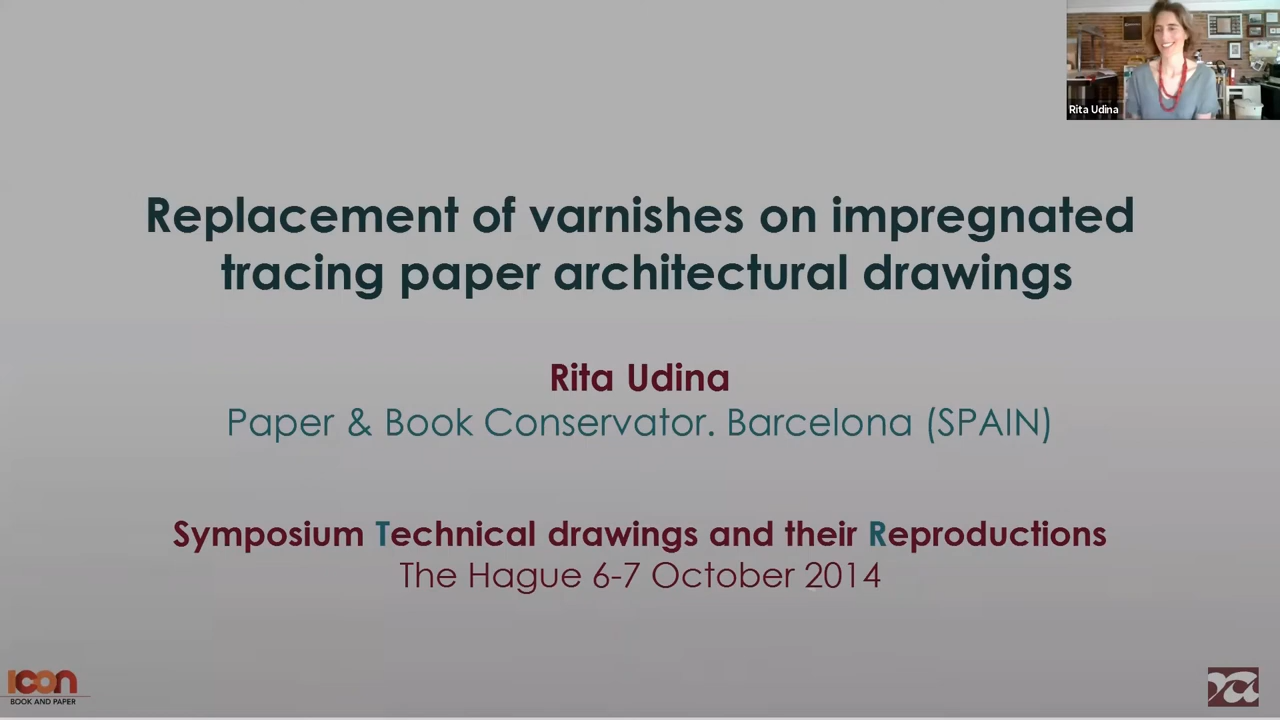 Rita Udina
Replacement of varnishes on impregnated
tracing paper architectural drawings
Rita Udina
Paper & Book Conservator. Barcelona (SPAIN)
Symposium Technical drawings and their Reproductions
The Hague 6-7 October 2014
ICON
BOOK AND PAPER